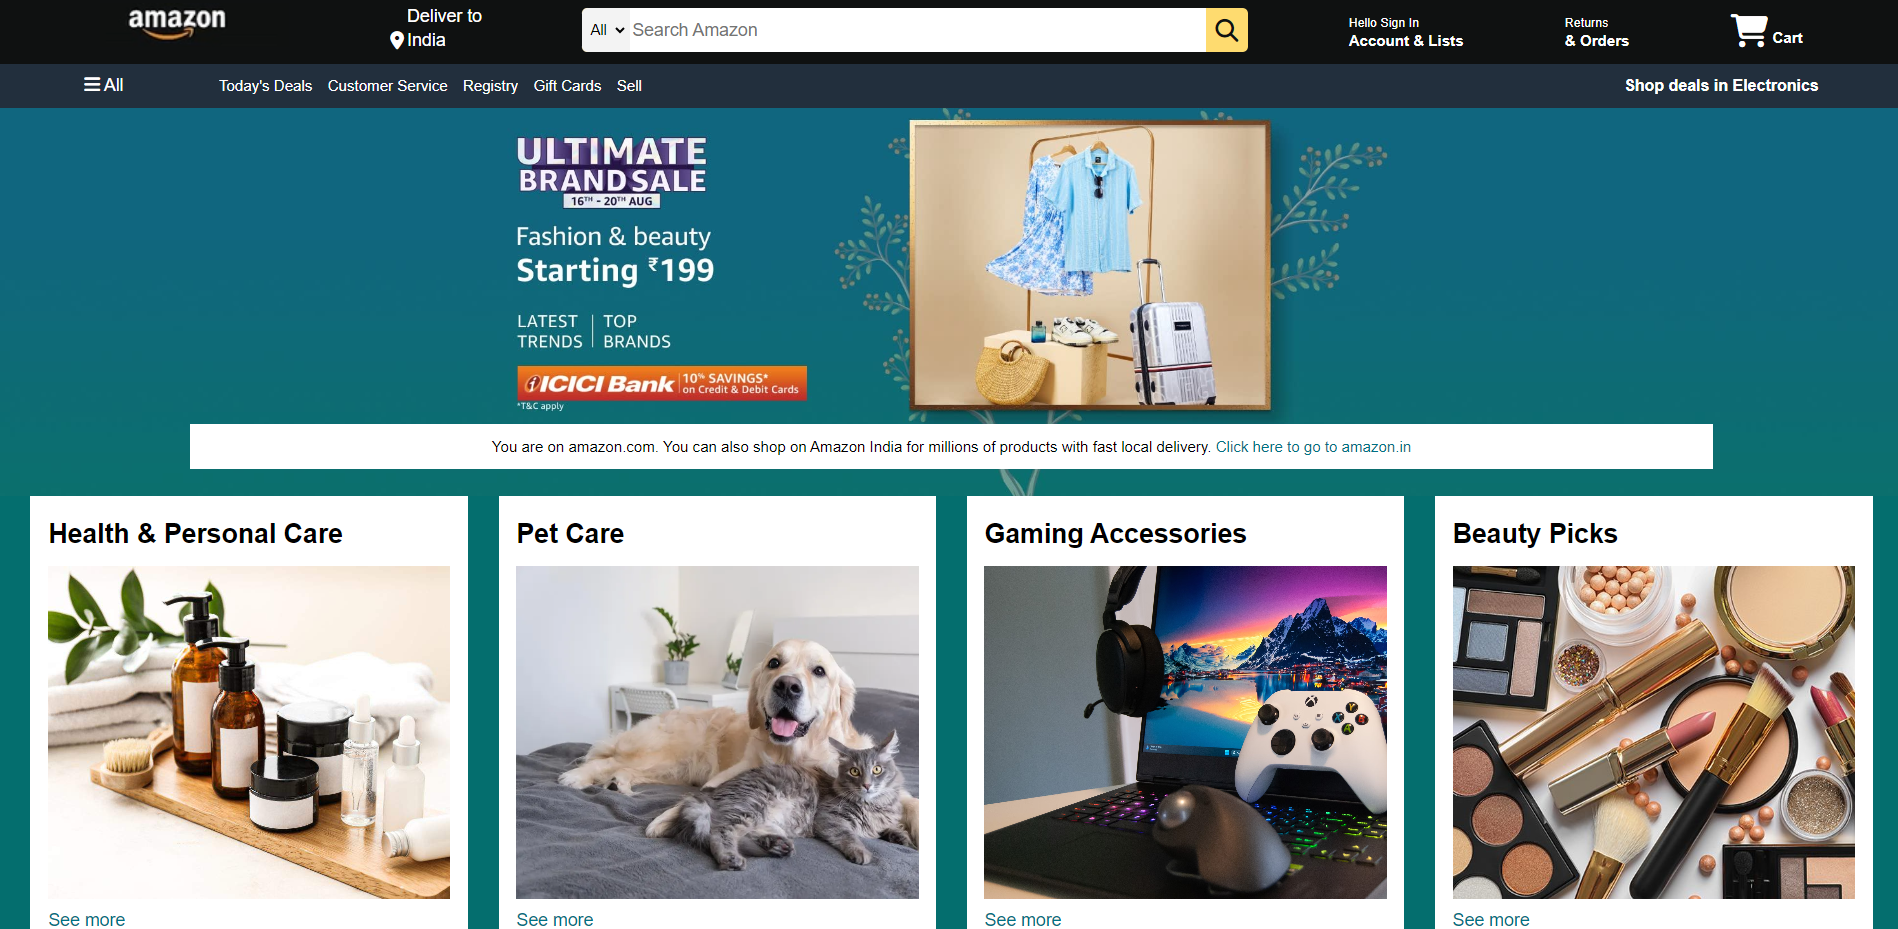 amazon
Deliver to
India
All
Search Amazon
Hello Sign In
Account & Lists
Returns
& Orders
Cart
All
Today's Deals
Customer Service
Registry
Gift Cards
Sell
Shop deals in Electronics
ULTIMATE
BRAND SALE
16TH - 20TH AUG
Fashion & beauty
Starting ₹199
LATEST
TRENDS
TOP
BRANDS
ICICI Bank
10% SAVINGS*
on Credit & Debit Cards
*T&C apply
You are on amazon.com. You can also shop on Amazon India for millions of products with fast local delivery. Click here to go to amazon.in
Health & Personal Care
Pet Care
Gaming Accessories
Beauty Picks
See more
See more
See more
See more